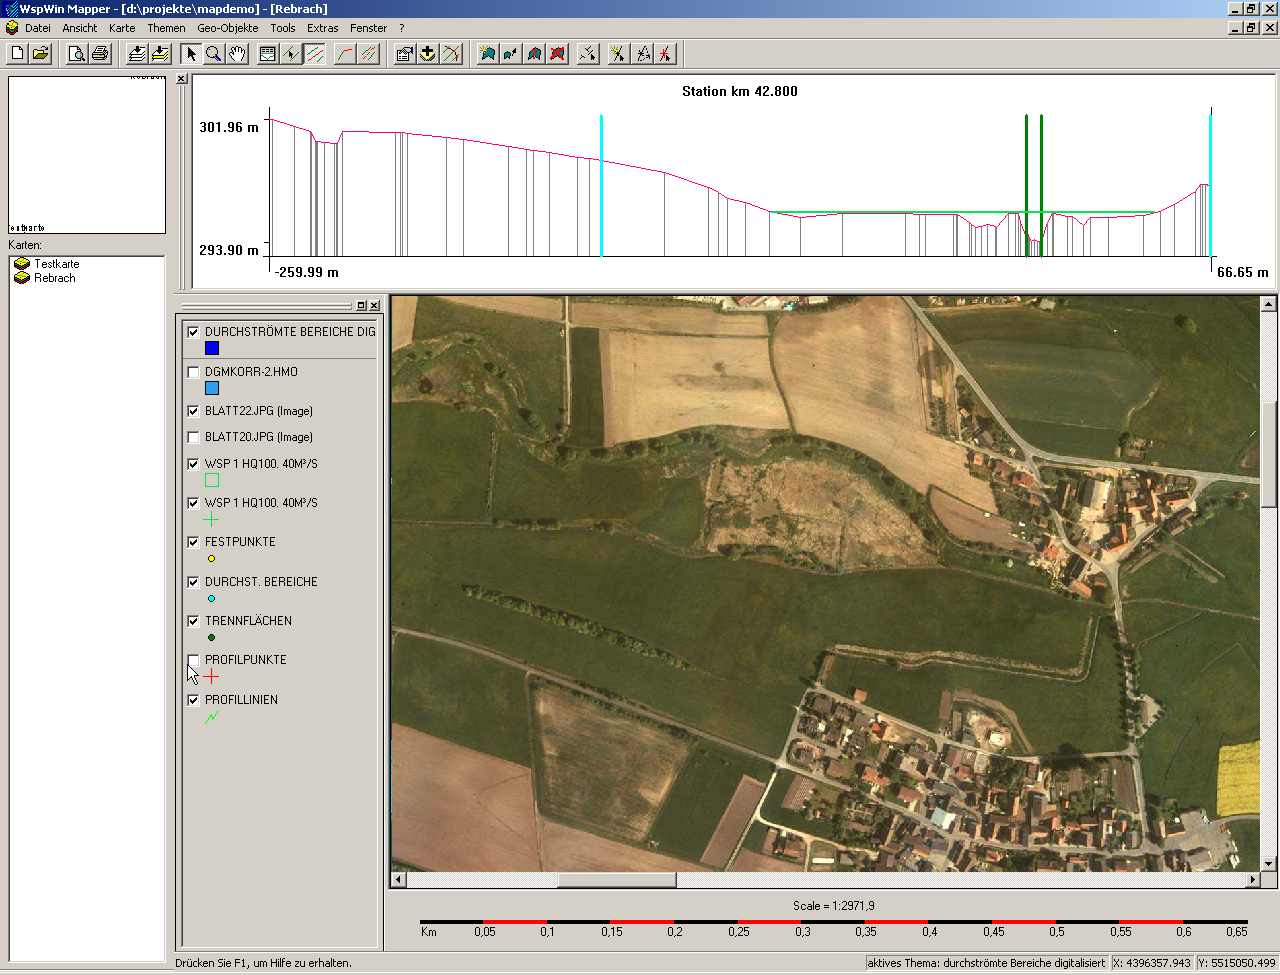 WspWin Mapper - [d:\projekte\mapdemo] - [Rebrach]
Datei Ansicht Karte Themen Geo-Objekte Tools Extras Fenster ?
Testkarte
Karten:
Testkarte
Rebrach
Station km 42.800
301.96 m
293.90 m
-259.99 m
66.65 m
DURCHSTRÖMTE BEREICHE DIG
DGMKORR-2.HMO
BLATT22.JPG (Image)
BLATT20.JPG (Image)
WSP 1 HQ100. 40M³/S
WSP 1 HQ100. 40M³/S
FESTPUNKTE
DURCHST. BEREICHE
TRENNFLÄCHEN
PROFILPUNKTE
PROFILLINIEN
Scale = 1:2971,9
Km 0,05 0,1 0,15 0,2 0,25 0,3 0,35 0,4 0,45 0,5 0,55 0,6 0,65
Drücken Sie F1, um Hilfe zu erhalten.
aktives Thema: durchströmte Bereiche digitalisiert X: 4396357.943 Y: 5515050.499